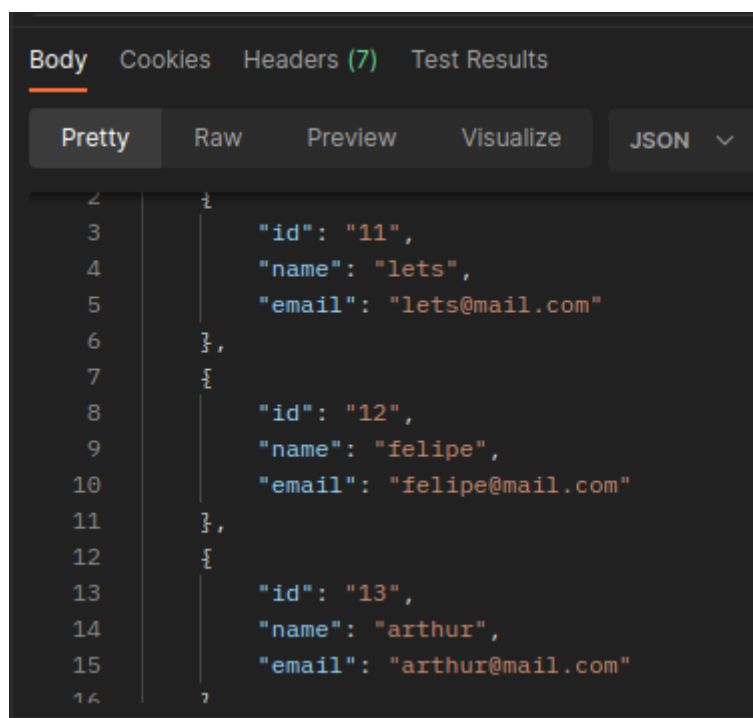 Body Cookies Headers (7) Test Results
Pretty Raw Preview Visualize JSON
2 {
3 "id": "11",
4 "name": "lets",
5 "email": "lets@mail.com"
6 },
7 {
8 "id": "12",
9 "name": "felipe",
10 "email": "felipe@mail.com"
11 },
12 {
13 "id": "13",
14 "name": "arthur",
15 "email": "arthur@mail.com"
16 }